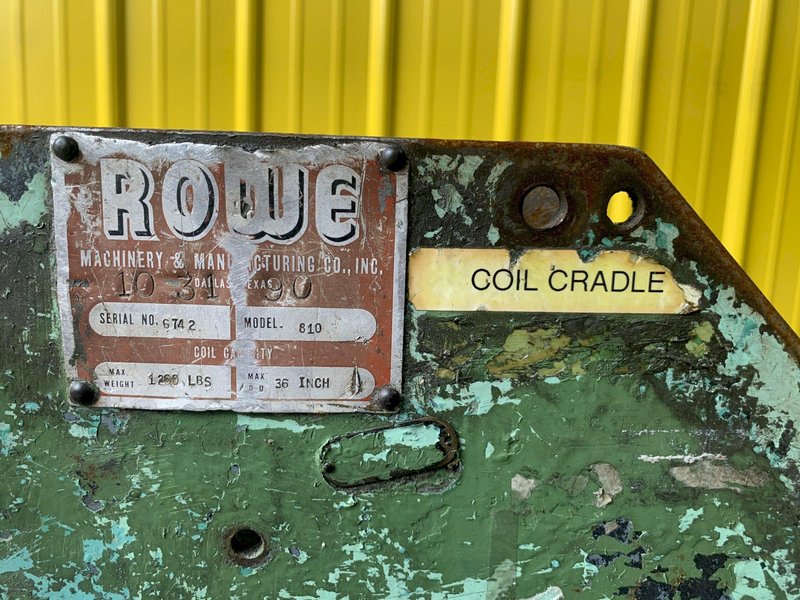 ROWE
MACHINERY & MANUFACTURING CO., INC.
DALLAS, TEXAS
10 31 90
SERIAL NO. 6742 MODEL. 810
COIL CAPACITY
MAX WEIGHT LBS MAX O D 36 INCH
COIL CRADLE